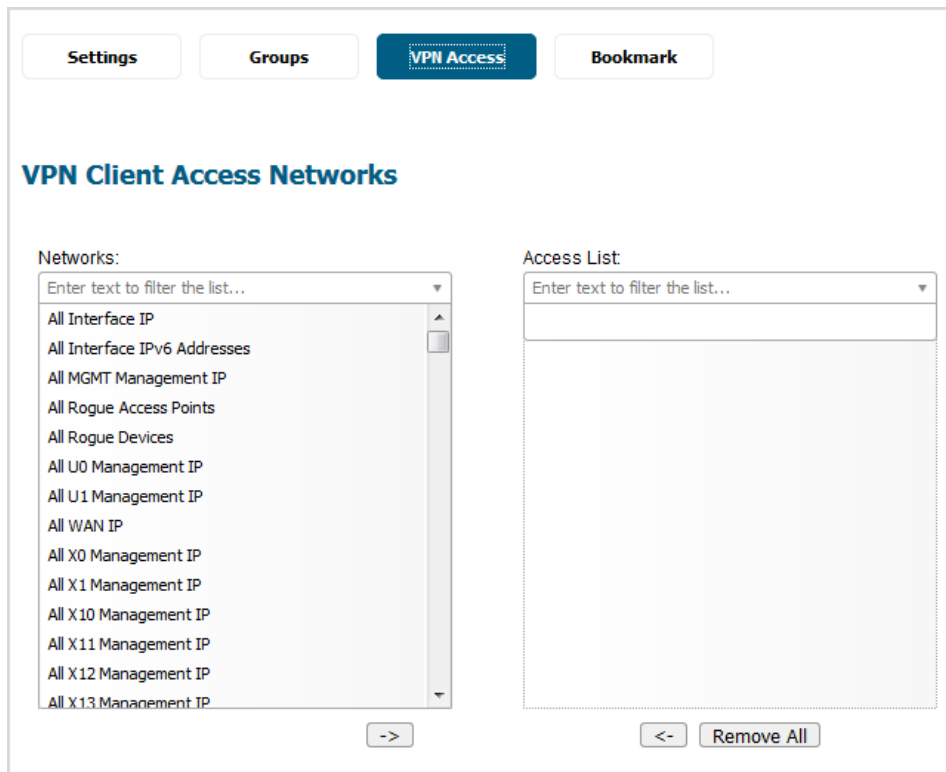 Settings Groups VPN Access Bookmark
VPN Client Access Networks
Networks:
Enter text to filter the list...
All Interface IP
All Interface IPv6 Addresses
All MGMT Management IP
All Rogue Access Points
All Rogue Devices
All U0 Management IP
All U1 Management IP
All WAN IP
All X0 Management IP
All X1 Management IP
All X10 Management IP
All X11 Management IP
All X12 Management IP
All X13 Management IP
->
Access List:
Enter text to filter the list...
<- Remove All